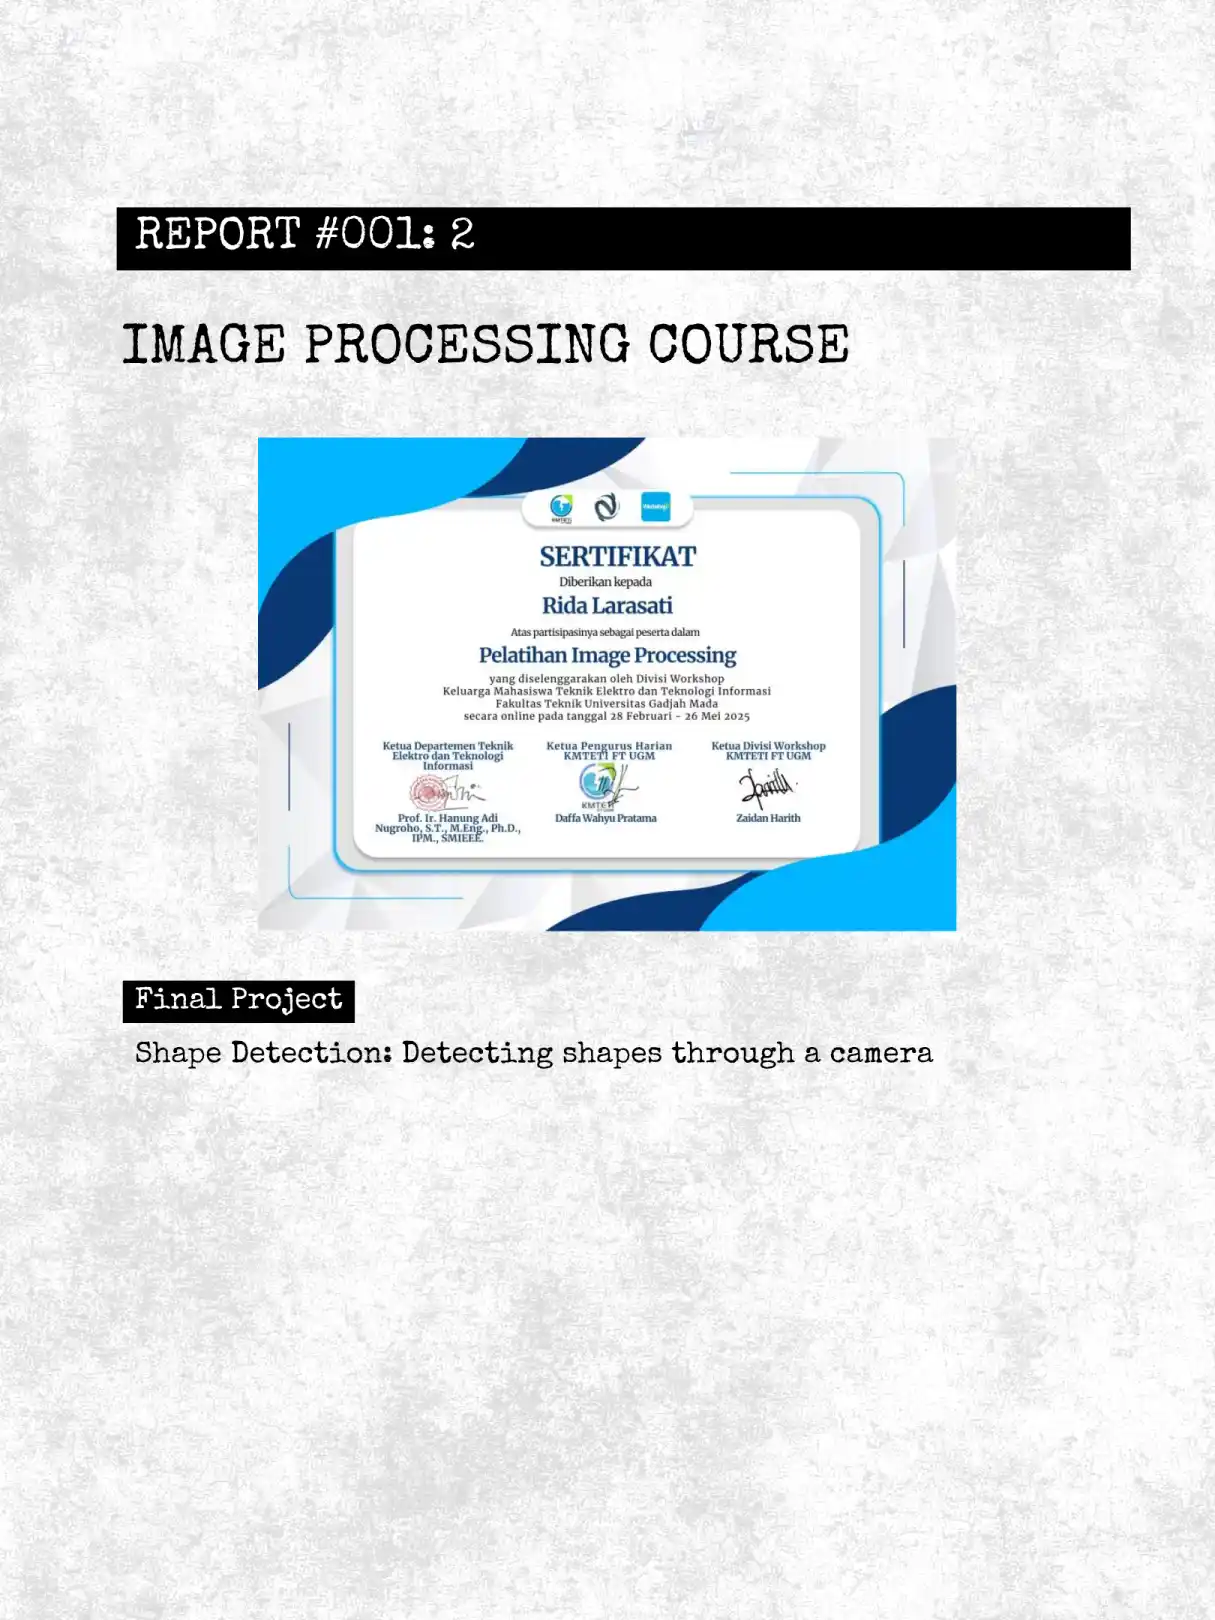 REPORT #001: 2
IMAGE PROCESSING COURSE
KMTETI
Workshop
SERTIFIKAT
Diberikan kepada
Rida Larasati
Atas partisipasinya sebagai peserta dalam
Pelatihan Image Processing
yang diselenggarakan oleh Divisi Workshop
Keluarga Mahasiswa Teknik Elektro dan Teknologi Informasi
Fakultas Teknik Universitas Gadjah Mada
secara online pada tanggal 28 Februari - 26 Mei 2025
Ketua Departemen Teknik
Elektro dan Teknologi
Informasi
Prof. Ir. Hanung Adi
Nugroho, S.T., M.Eng., Ph.D.,
IPM., SMIEEE.
Ketua Pengurus Harian
KMTETI FT UGM
KMTETI
Daffa Wahyu Pratama
Ketua Divisi Workshop
KMTETI FT UGM
Zaidan Harith
Final Project
Shape Detection: Detecting shapes through a camera